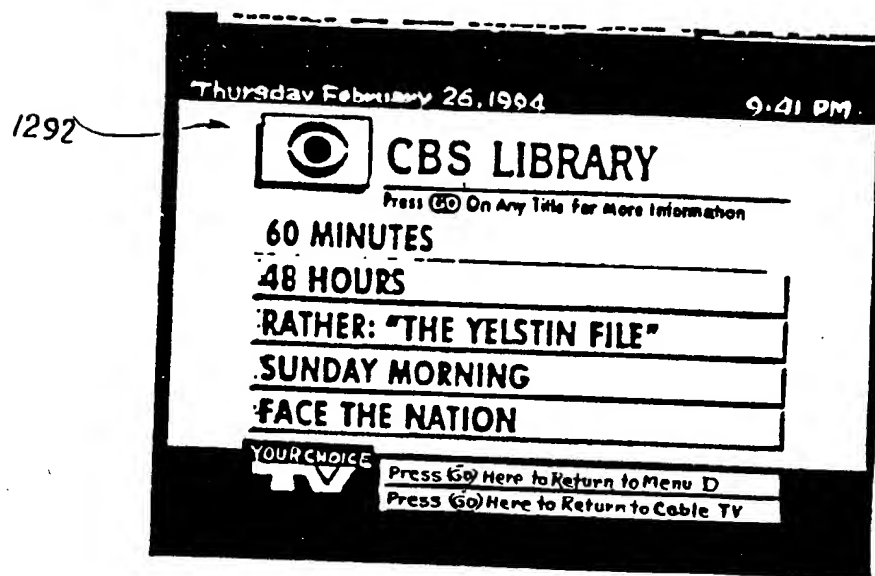 Thursday February 26, 1994 9:41 PM
1292
CBS LIBRARY
Press GO On Any Title for More Information
60 MINUTES
48 HOURS
RATHER: "THE YELSTIN FILE"
SUNDAY MORNING
FACE THE NATION
YOUR CHOICE
TV
Press GO Here to Return to Menu D
Press GO Here to Return to Cable TV